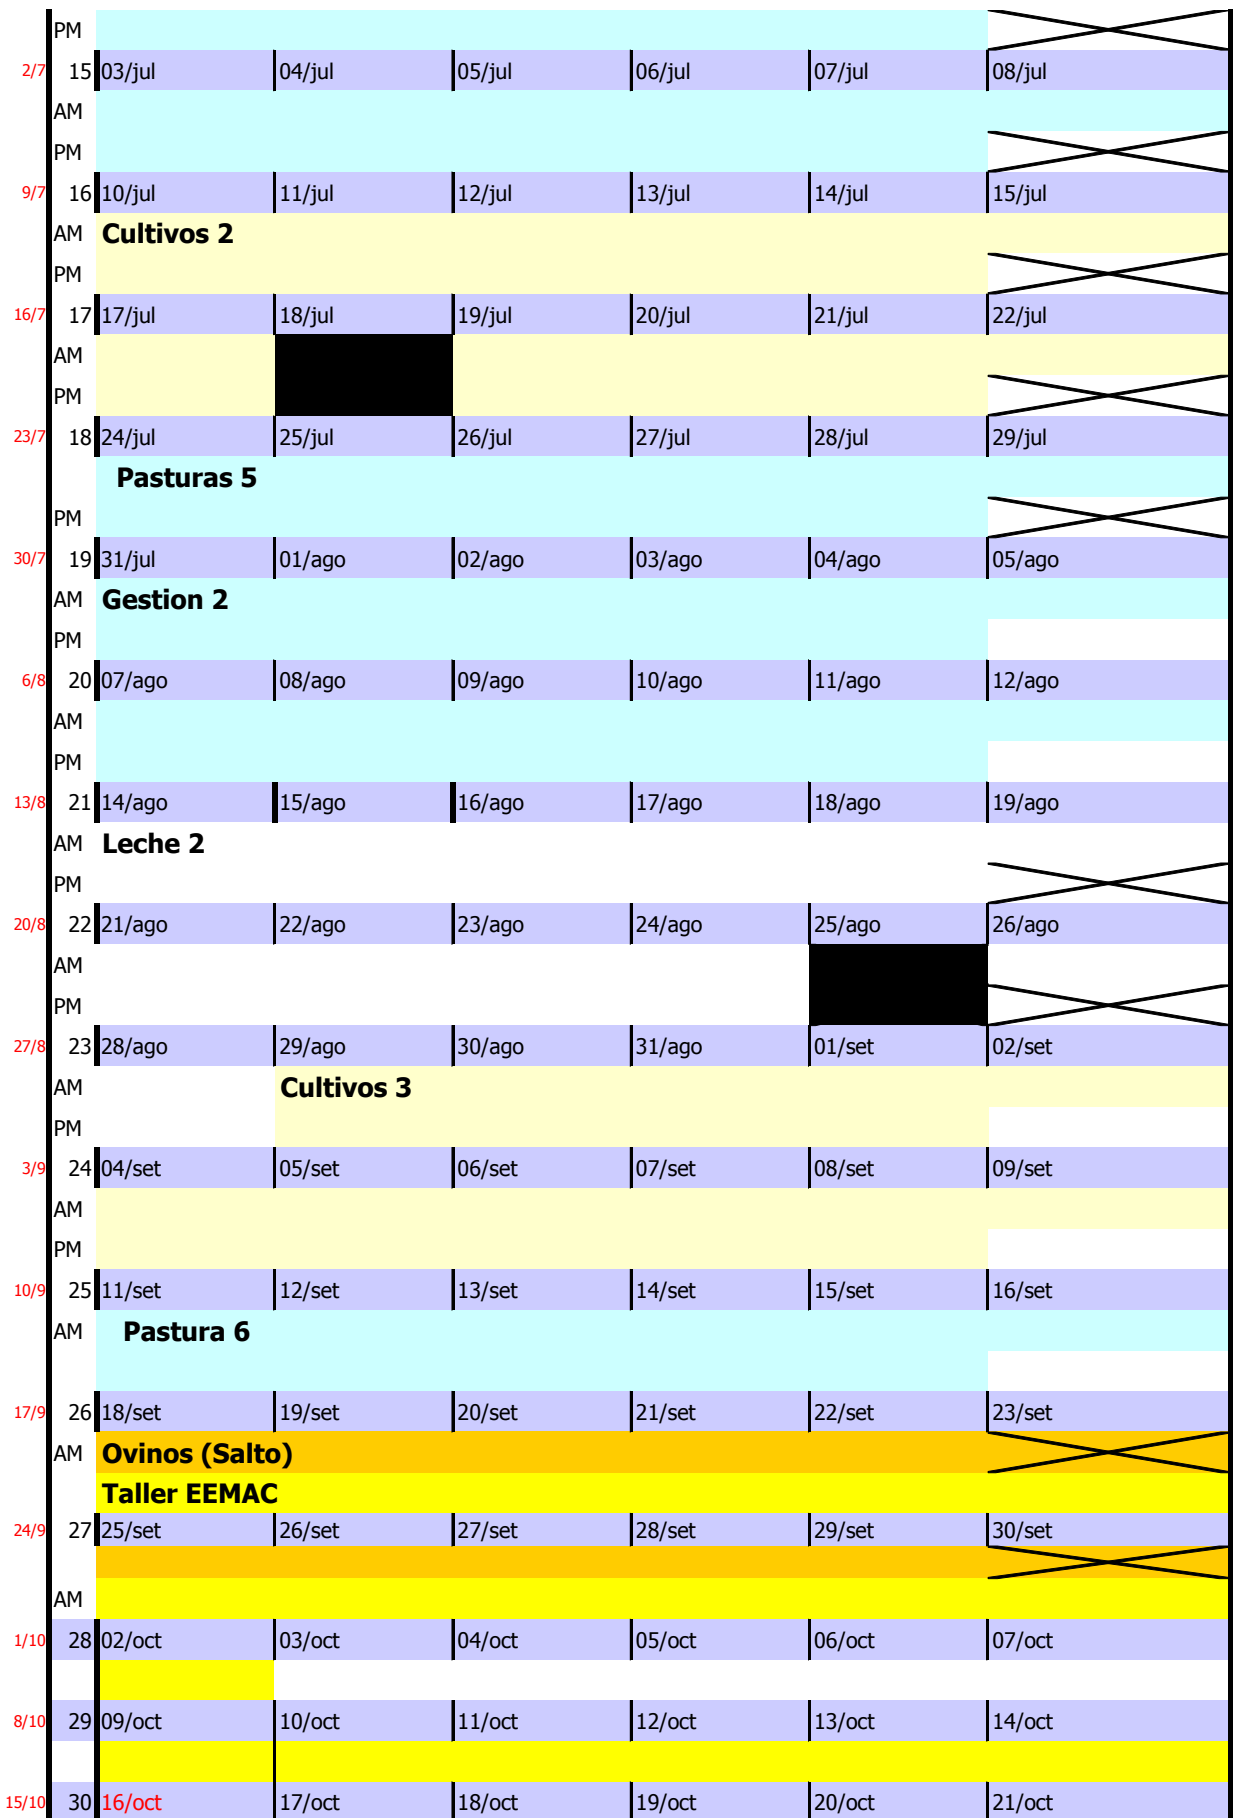 PM
2/7 15 03/jul 04/jul 05/jul 06/jul 07/jul 08/jul
AM
PM
9/7 16 10/jul 11/jul 12/jul 13/jul 14/jul 15/jul
AM Cultivos 2
PM
16/7 17 17/jul 18/jul 19/jul 20/jul 21/jul 22/jul
AM
PM
23/7 18 24/jul 25/jul 26/jul 27/jul 28/jul 29/jul
Pasturas 5
PM
30/7 19 31/jul 01/ago 02/ago 03/ago 04/ago 05/ago
AM Gestion 2
PM
6/8 20 07/ago 08/ago 09/ago 10/ago 11/ago 12/ago
AM
PM
13/8 21 14/ago 15/ago 16/ago 17/ago 18/ago 19/ago
AM Leche 2
PM
20/8 22 21/ago 22/ago 23/ago 24/ago 25/ago 26/ago
AM
PM
27/8 23 28/ago 29/ago 30/ago 31/ago 01/set 02/set
AM Cultivos 3
PM
3/9 24 04/set 05/set 06/set 07/set 08/set 09/set
AM
PM
10/9 25 11/set 12/set 13/set 14/set 15/set 16/set
AM Pastura 6
17/9 26 18/set 19/set 20/set 21/set 22/set 23/set
AM Ovinos (Salto)
Taller EEMAC
24/9 27 25/set 26/set 27/set 28/set 29/set 30/set
AM
1/10 28 02/oct 03/oct 04/oct 05/oct 06/oct 07/oct
8/10 29 09/oct 10/oct 11/oct 12/oct 13/oct 14/oct
15/10 30 16/oct 17/oct 18/oct 19/oct 20/oct 21/oct